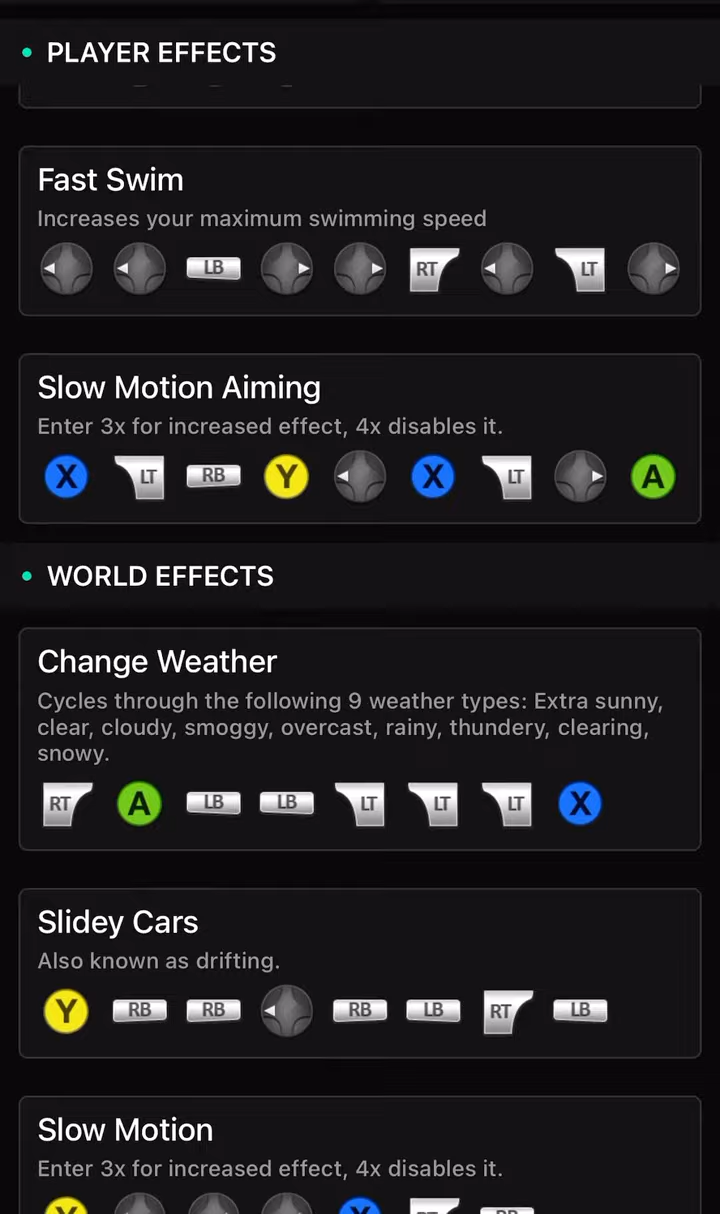 PLAYER EFFECTS
Fast Swim
Increases your maximum swimming speed
LB RT LT
Slow Motion Aiming
Enter 3x for increased effect, 4x disables it.
X LT RB Y X LT A
WORLD EFFECTS
Change Weather
Cycles through the following 9 weather types: Extra sunny,
clear, cloudy, smoggy, overcast, rainy, thundery, clearing,
snowy.
RT A LB LB LT LT LT X
Slidey Cars
Also known as drifting.
Y RB RB RB LB RT LB
Slow Motion
Enter 3x for increased effect, 4x disables it.